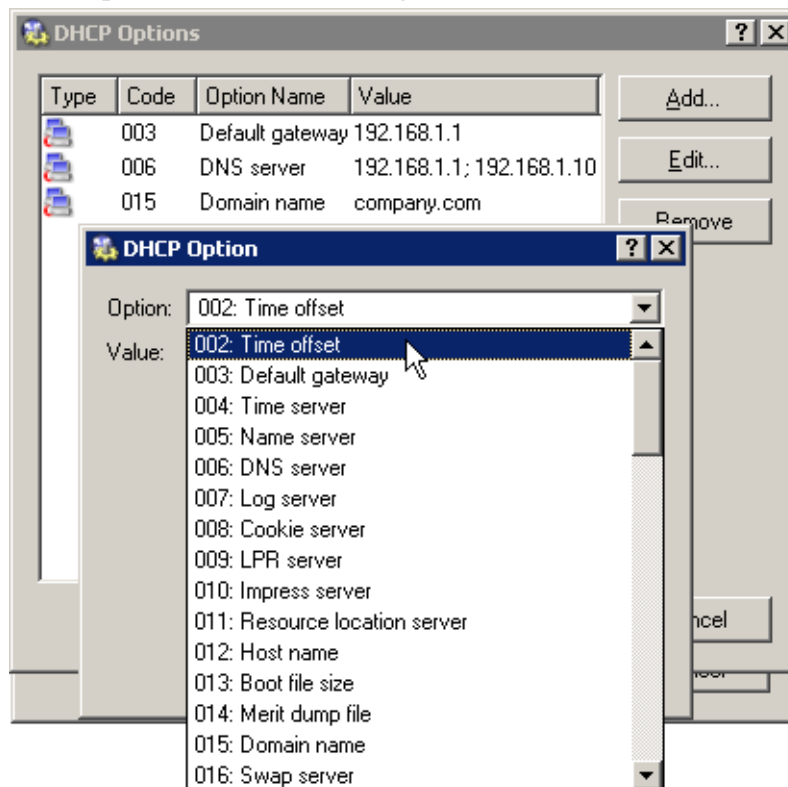 DHCP Options
Type Code Option Name Value
003 Default gateway 192.168.1.1
006 DNS server 192.168.1.1; 192.168.1.10
015 Domain name company.com
Add...
Edit...
Remove
DHCP Option
Option: 002: Time offset
Value:
002: Time offset
003: Default gateway
004: Time server
005: Name server
006: DNS server
007: Log server
008: Cookie server
009: LPR server
010: Impress server
011: Resource location server
012: Host name
013: Boot file size
014: Merit dump file
015: Domain name
016: Swap server
ncel